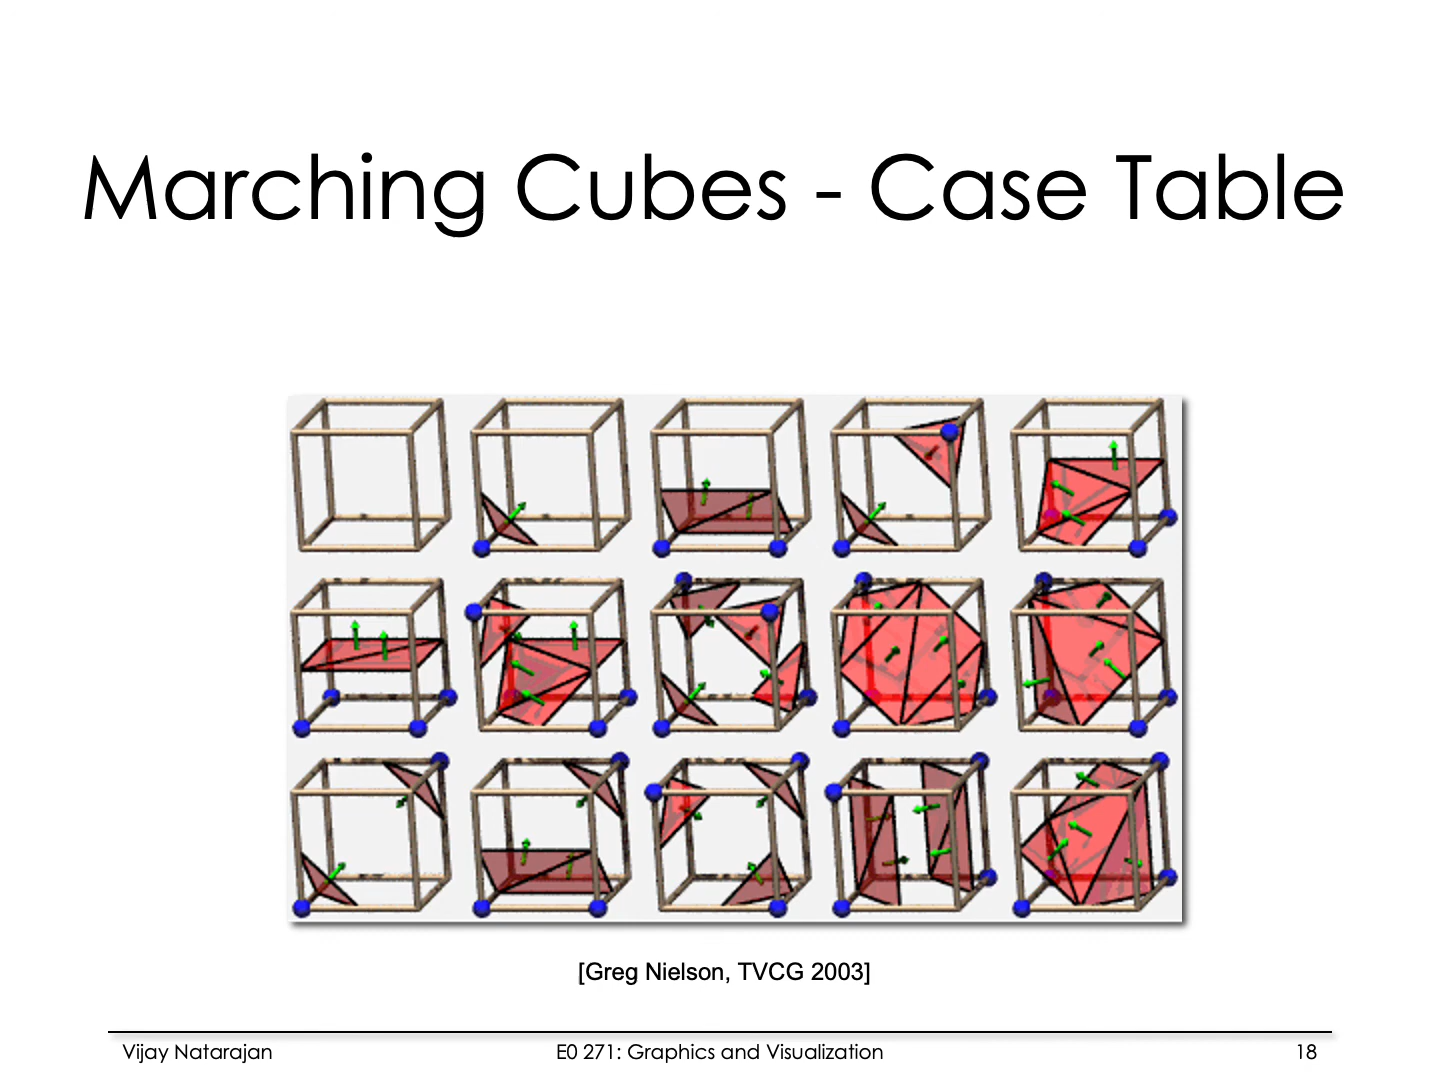 Marching Cubes - Case Table
[Greg Nielson, TVCG 2003]
Vijay Natarajan
E0 271: Graphics and Visualization
18